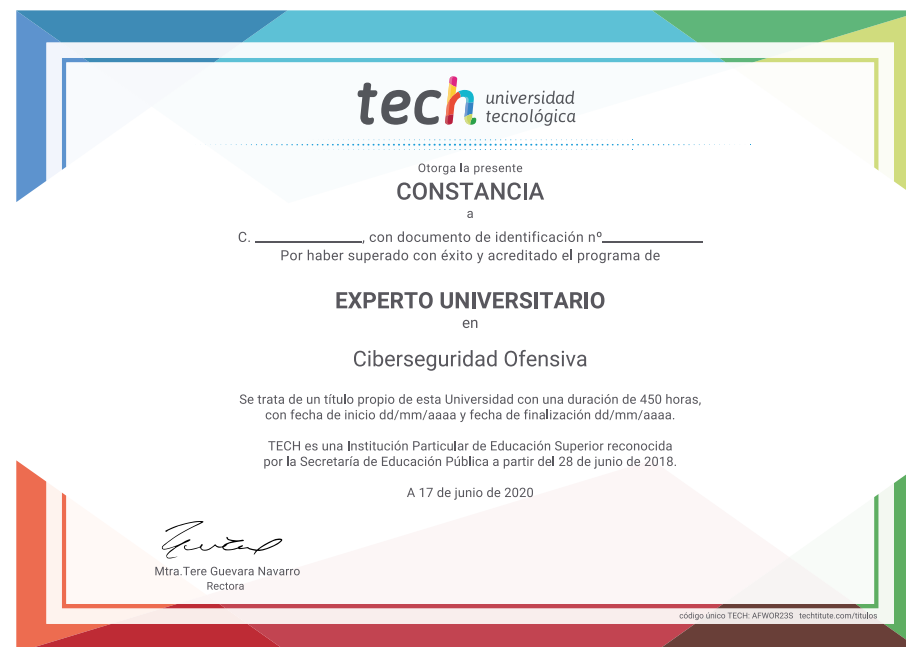 tech universidad
tecnológica
Otorga la presente
CONSTANCIA
a
C. ______________, con documento de identificación nº_____________
Por haber superado con éxito y acreditado el programa de
EXPERTO UNIVERSITARIO
en
Ciberseguridad Ofensiva
Se trata de un título propio de esta Universidad con una duración de 450 horas,
con fecha de inicio dd/mm/aaaa y fecha de finalización dd/mm/aaaa.
TECH es una Institución Particular de Educación Superior reconocida
por la Secretaría de Educación Pública a partir del 28 de junio de 2018.
A 17 de junio de 2020
Mtra.Tere Guevara Navarro
Rectora
código único TECH: AFWOR23S techtitute.com/titulos